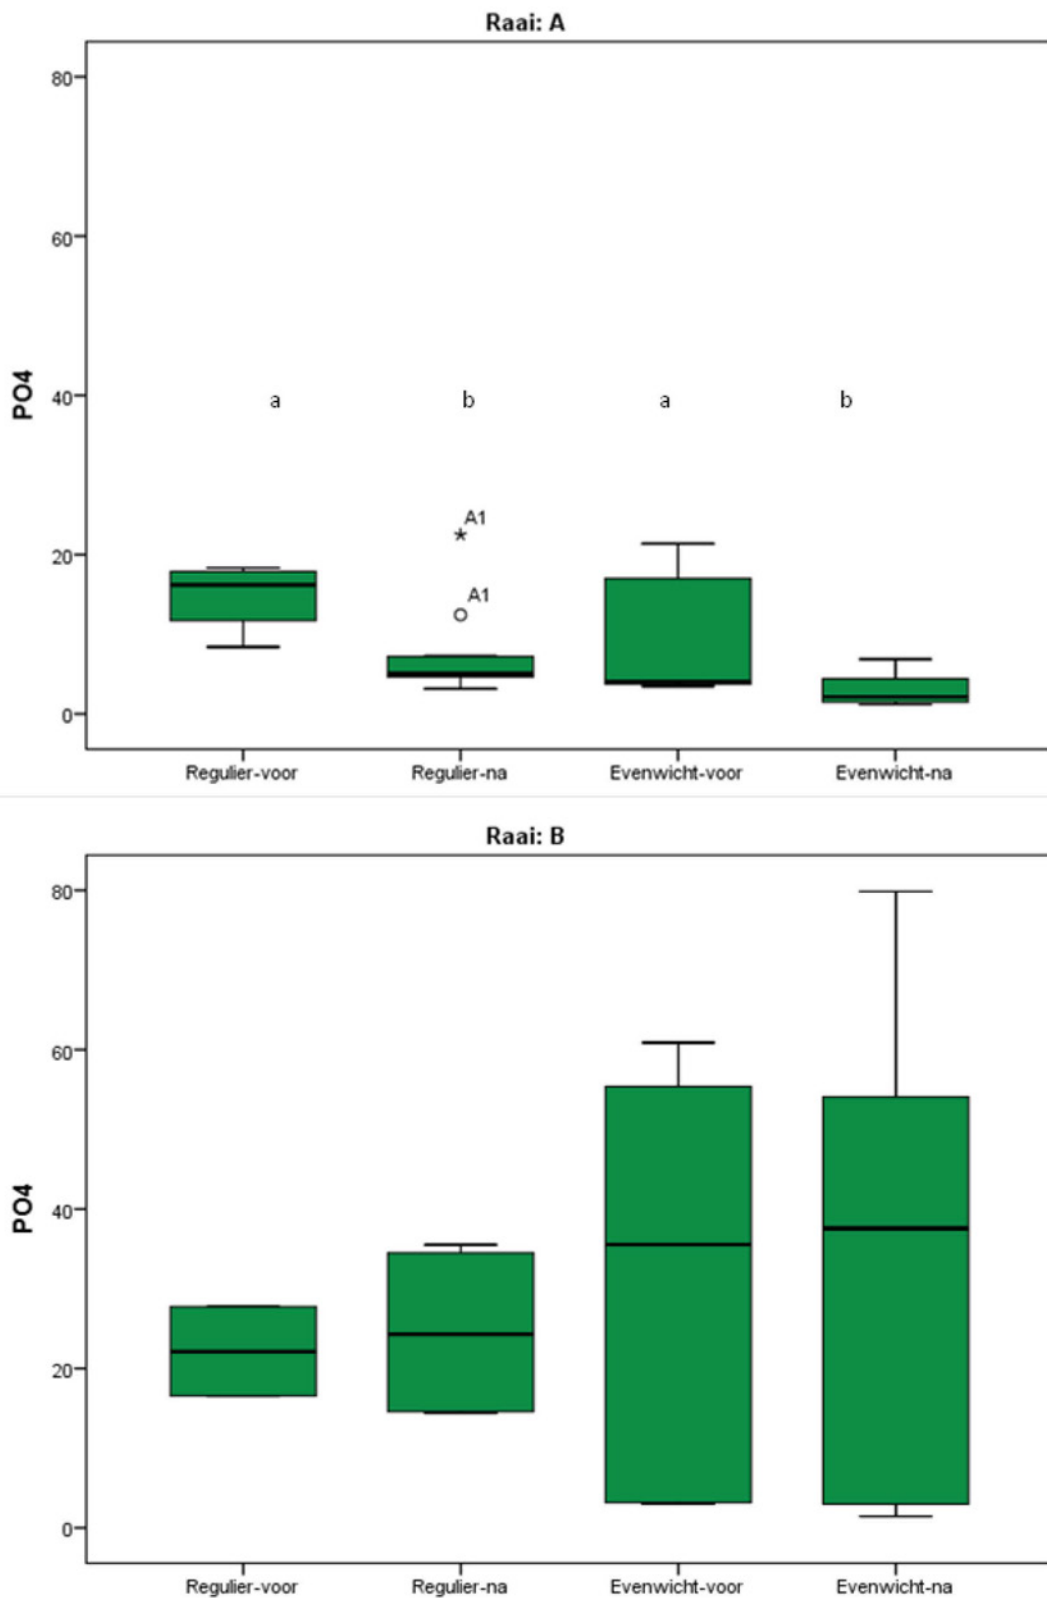 Raai: A
80
60
PO4
40
a b a b
A1
20
A1
0
Regulier-voor Regulier-na Evenwicht-voor Evenwicht-na
Raai: B
80
60
PO4
40
20
0
Regulier-voor Regulier-na Evenwicht-voor Evenwicht-na